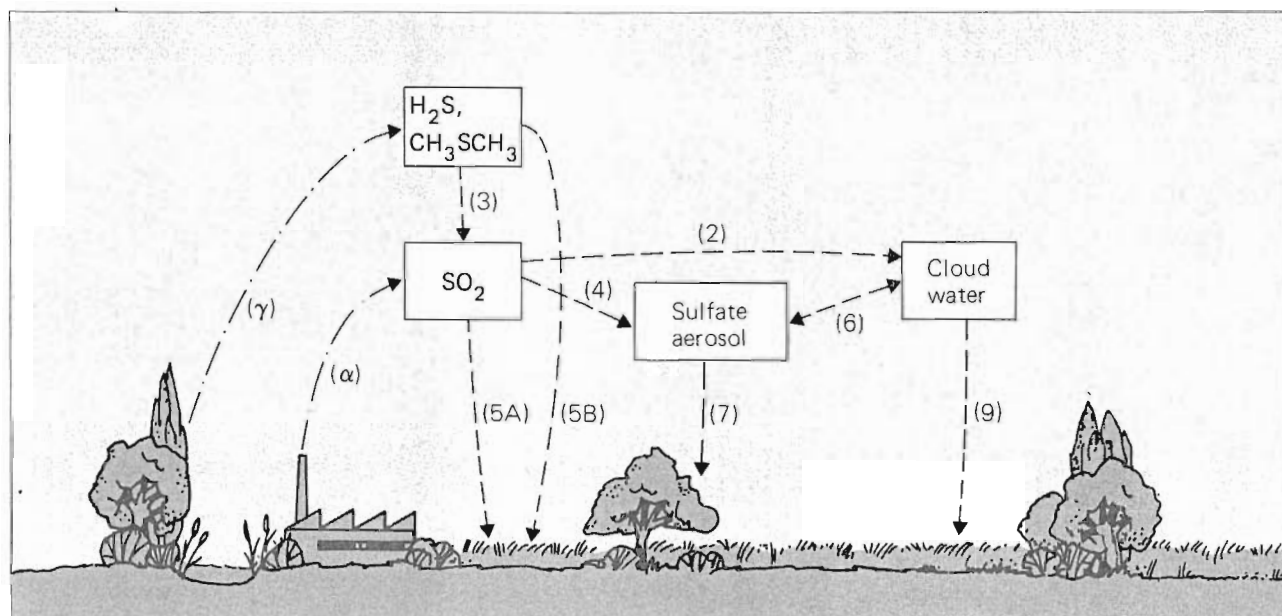 H₂S,
CH₃SCH₃
(3)
(2)
SO₂
Cloud
water
(4)
Sulfate
aerosol
(6)
(γ)
(α)
(5A)
(5B)
(7)
(9)